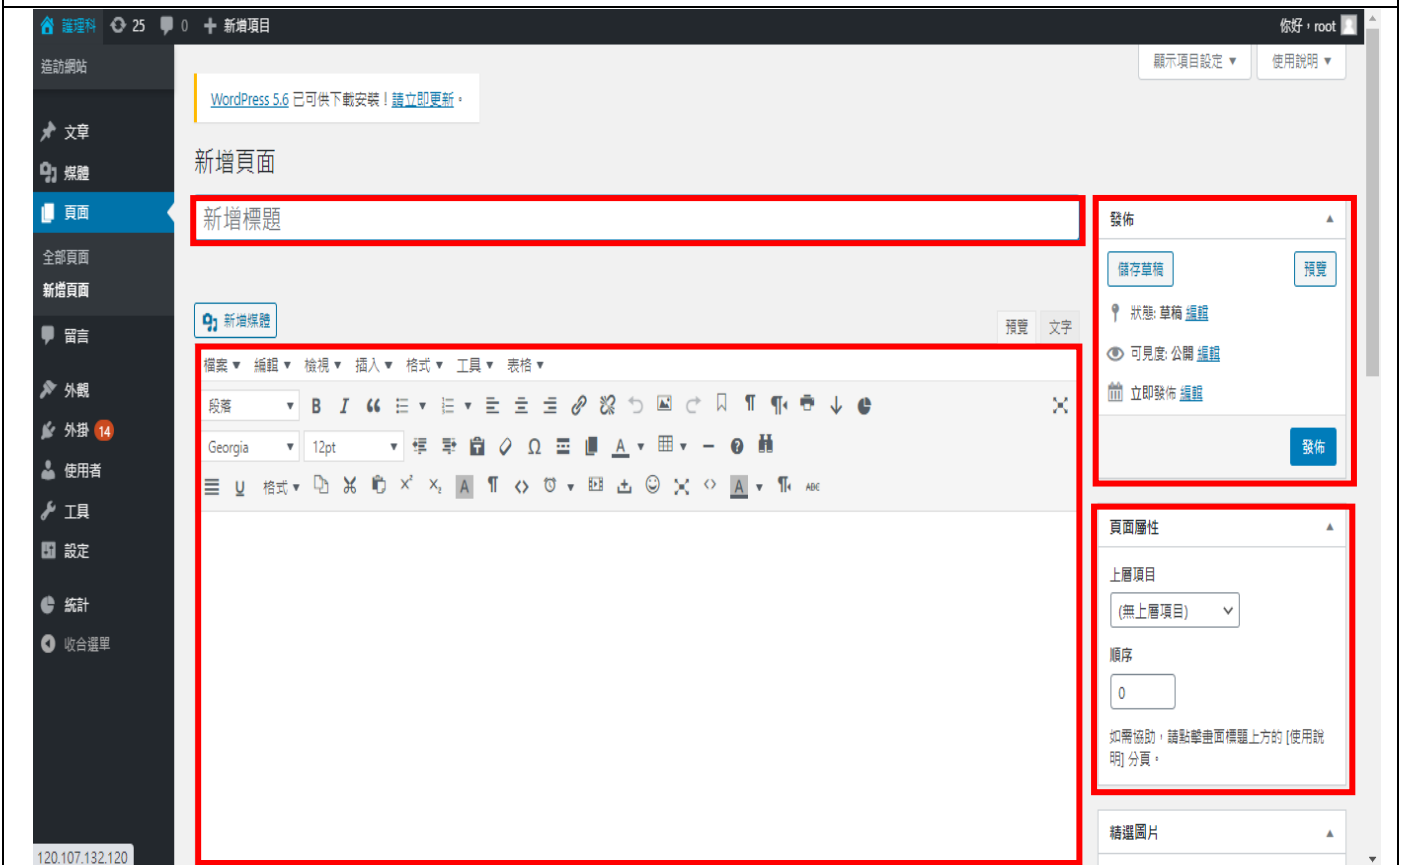 護理科 25 0 新增項目 你好，root
造訪網站
顯示項目設定 ▼ 使用說明 ▼
WordPress 5.6 已可供下載安裝！請立即更新。
文章
媒體
頁面
全部頁面
新增頁面
留言
外觀
外掛 14
使用者
工具
設定
統計
收合選單
120.107.132.120
新增頁面
新增標題
新增媒體
預覽 文字
檔案 ▼ 編輯 ▼ 檢視 ▼ 插入 ▼ 格式 ▼ 工具 ▼ 表格 ▼
段落
Georgia 12pt
格式 ▼
ABC
發佈
儲存草稿 預覽
狀態: 草稿 編輯
可見度: 公開 編輯
立即發佈 編輯
發佈
頁面屬性
上層項目
(無上層項目)
順序
0
如需協助，請點擊畫面標題上方的 [使用說
明] 分頁。
精選圖片